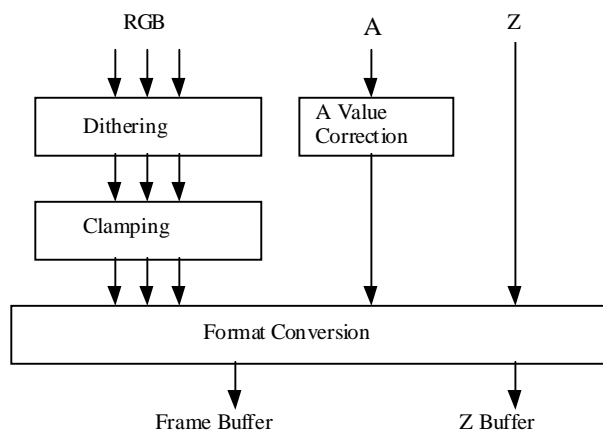 RGB
A
Z
Dithering
A Value
Correction
Clamping
Format Conversion
Frame Buffer
Z Buffer